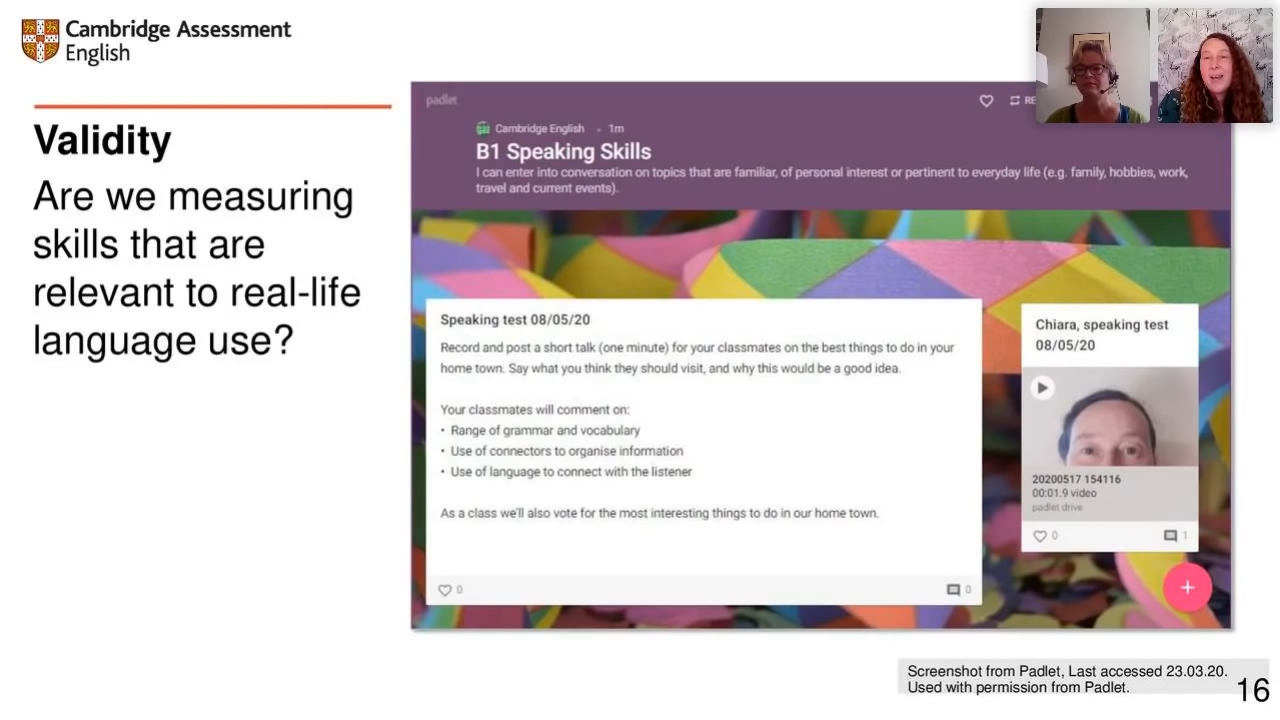 Cambridge Assessment
English
Validity
Are we measuring
skills that are
relevant to real-life
language use?
padlet
Cambridge English • 1m
B1 Speaking Skills
I can enter into conversation on topics that are familiar, of personal interest or pertinent to everyday life (e.g. family, hobbies, work,
travel and current events).
RE
Speaking test 08/05/20
Record and post a short talk (one minute) for your classmates on the best things to do in your
home town. Say what you think they should visit, and why this would be a good idea.
Your classmates will comment on:
• Range of grammar and vocabulary
• Use of connectors to organise information
• Use of language to connect with the listener
As a class we'll also vote for the most interesting things to do in our home town.
0
0
Chiara, speaking test
08/05/20
20200517 154116
00:01.9 video
padlet drive
0
1
+
Screenshot from Padlet, Last accessed 23.03.20.
Used with permission from Padlet.
16